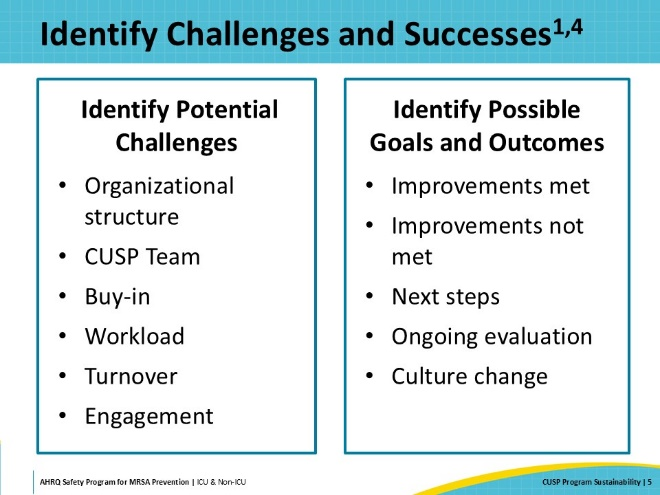 Identify Challenges and Successes1,4
Identify Potential
Challenges
• Organizational
structure
• CUSP Team
• Buy-in
• Workload
• Turnover
• Engagement
Identify Possible
Goals and Outcomes
• Improvements met
• Improvements not
met
• Next steps
• Ongoing evaluation
• Culture change
AHRQ Safety Program for MRSA Prevention | ICU & Non-ICU
CUSP Program Sustainability | 5